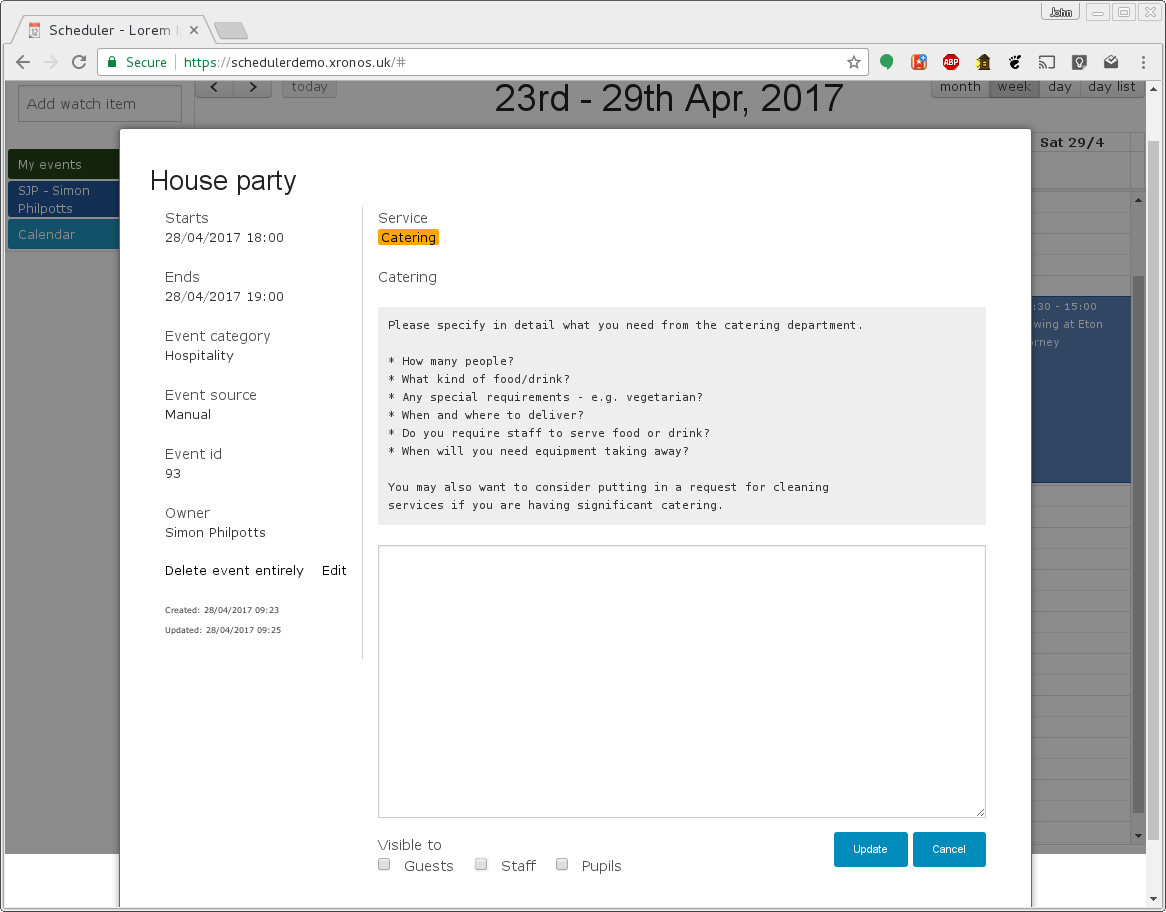 John
Scheduler - Lorem
Secure https://schedulerdemo.xronos.uk/#
ABP
Add watch item
today
23rd - 29th Apr, 2017
month week day day list
Sat 29/4
My events
SJP - Simon
Philpotts
Calendar
:30 - 15:00
wing at Eton
orney
House party
Starts
28/04/2017 18:00
Ends
28/04/2017 19:00
Event category
Hospitality
Event source
Manual
Event id
93
Owner
Simon Philpotts
Delete event entirely Edit
Created: 28/04/2017 09:23
Updated: 28/04/2017 09:25
Service
Catering
Catering
Please specify in detail what you need from the catering department.
* How many people?
* What kind of food/drink?
* Any special requirements - e.g. vegetarian?
* When and where to deliver?
* Do you require staff to serve food or drink?
* When will you need equipment taking away?
You may also want to consider putting in a request for cleaning
services if you are having significant catering.
Visible to
Guests Staff Pupils
Update Cancel